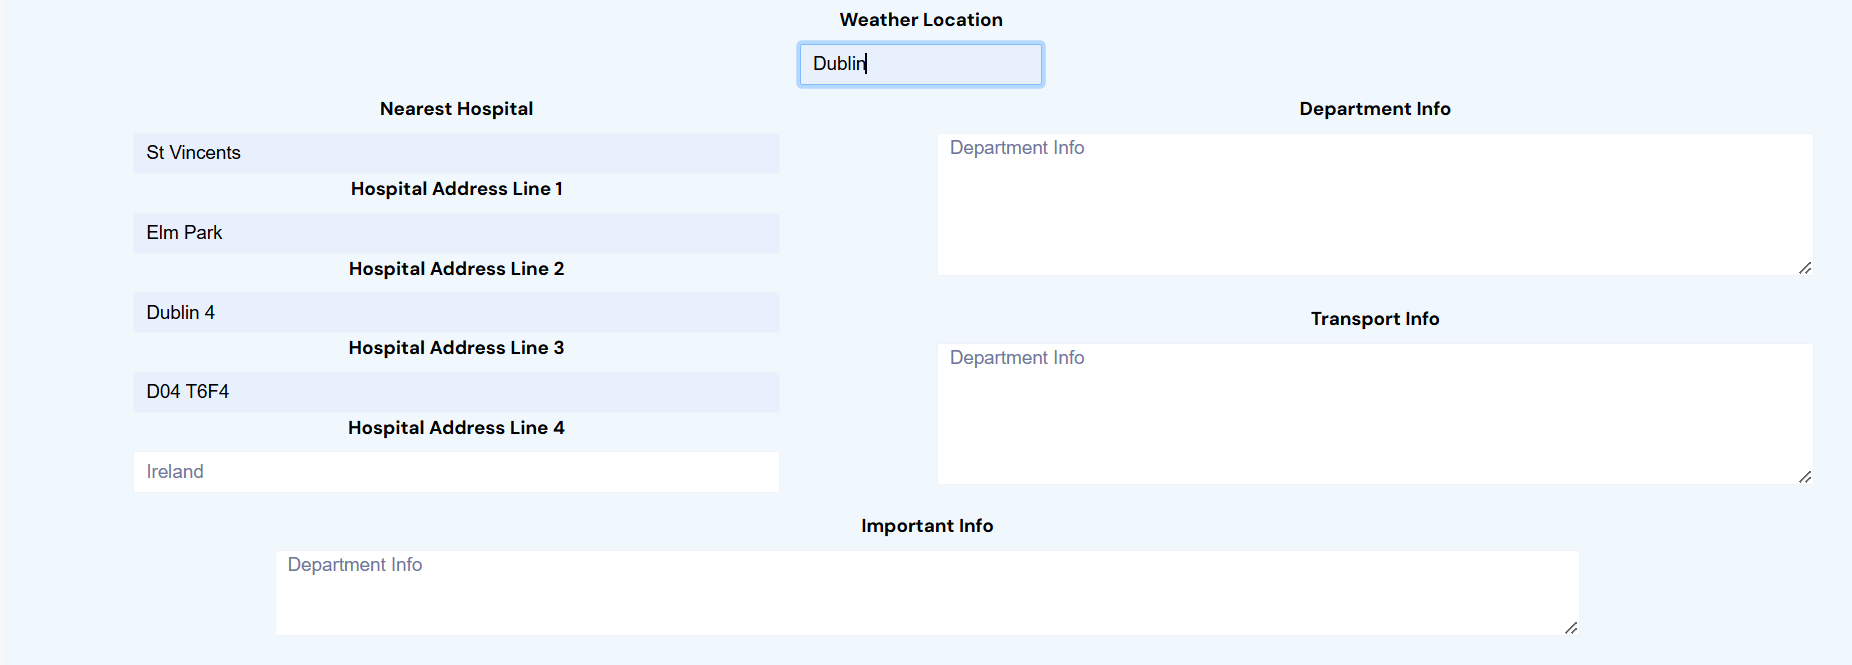 Weather Location
Dublin
Nearest Hospital
St Vincents
Hospital Address Line 1
Elm Park
Hospital Address Line 2
Dublin 4
Hospital Address Line 3
D04 T6F4
Hospital Address Line 4
Ireland
Department Info
Department Info
Transport Info
Department Info
Important Info
Department Info